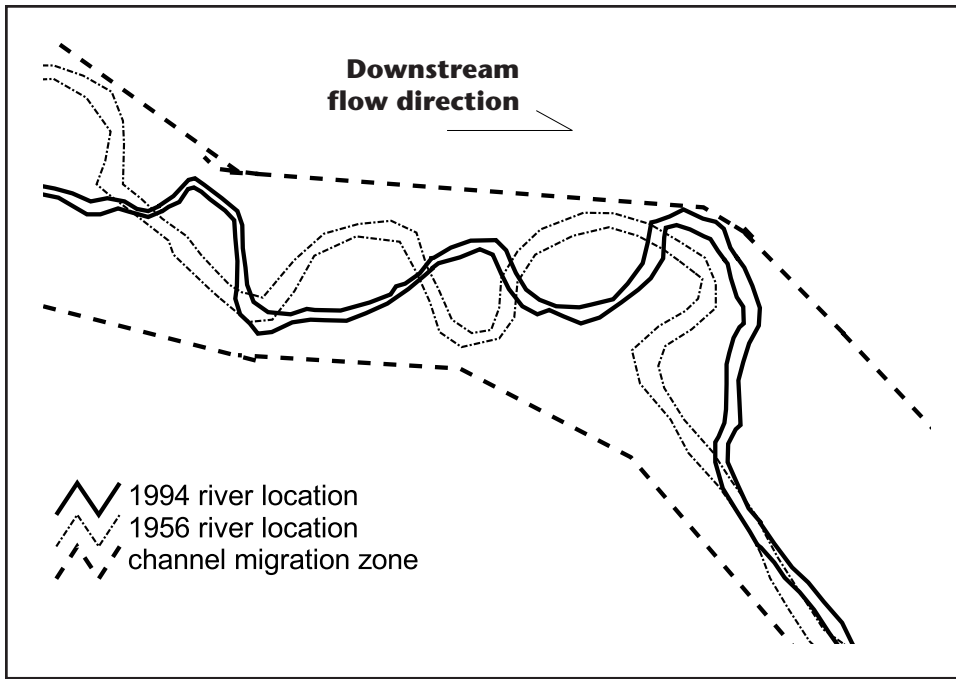 Downstream
flow direction
1994 river location
1956 river location
channel migration zone